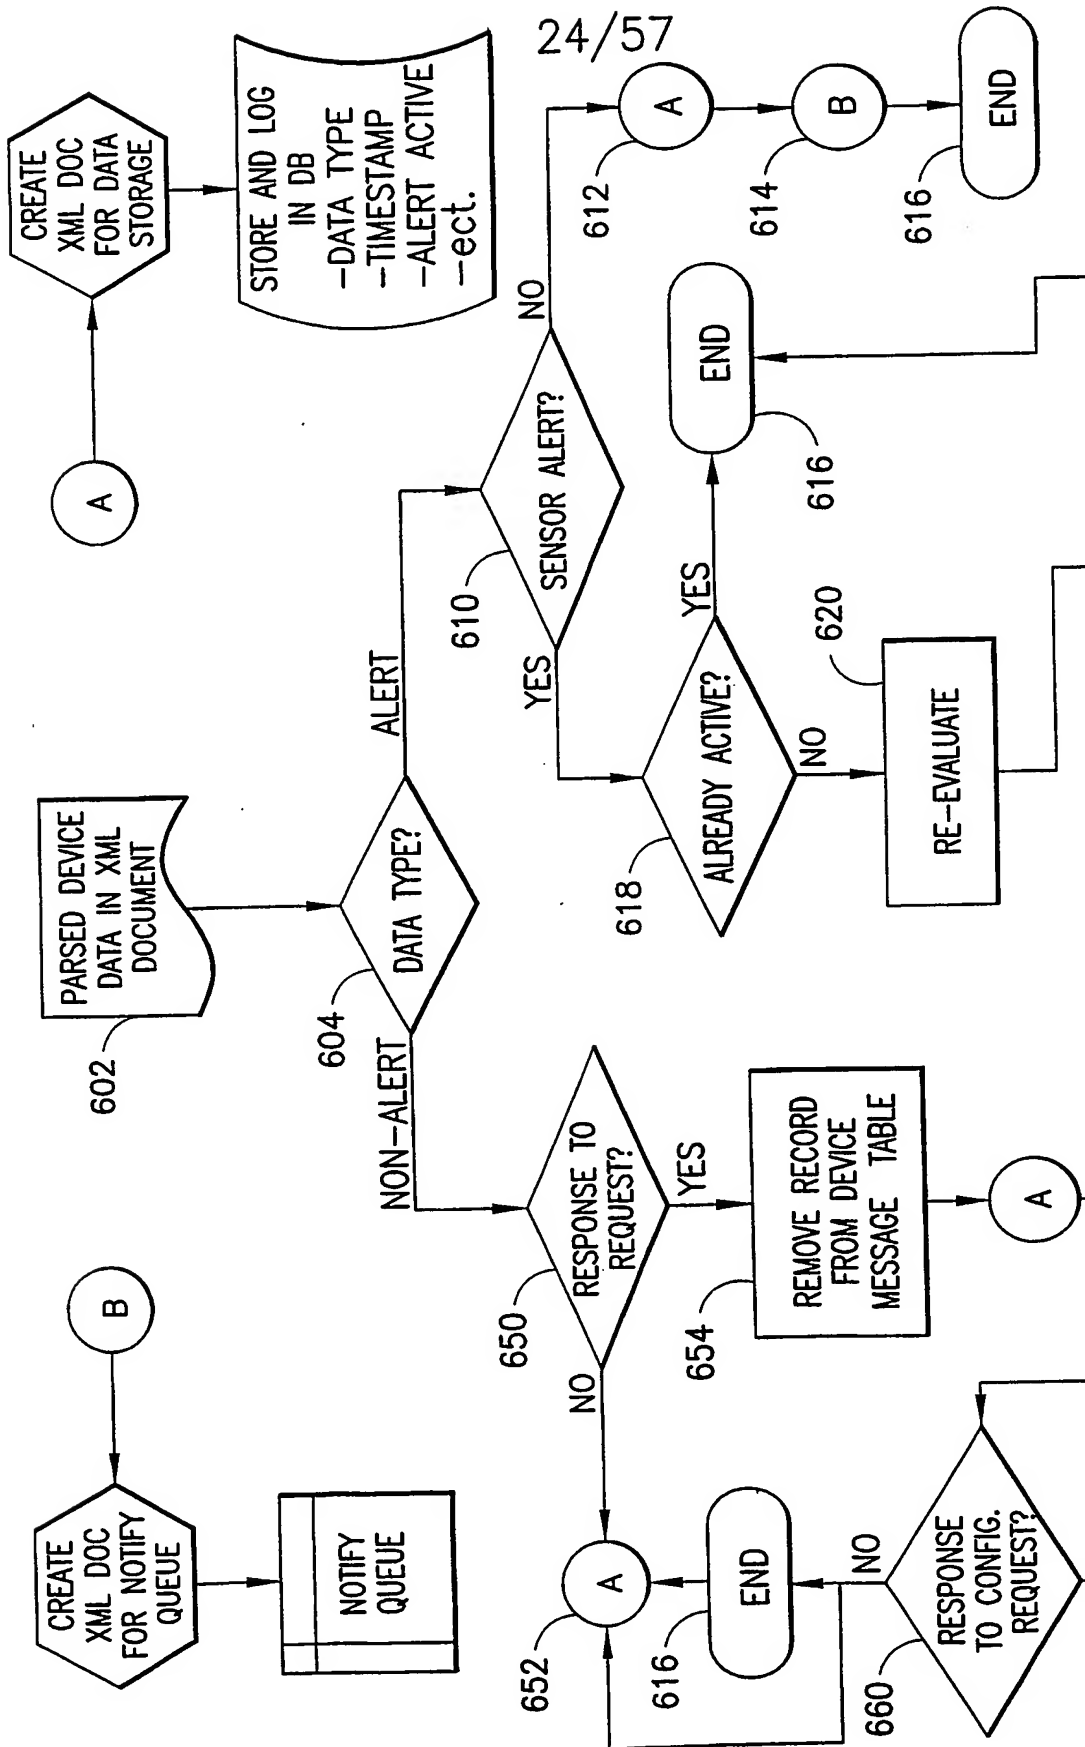 24/57
B
CREATE
XML DOC
FOR NOTIFY
QUEUE
NOTIFY
QUEUE
602
PARSED DEVICE
DATA IN XML
DOCUMENT
A
CREATE
XML DOC
FOR DATA
STORAGE
STORE AND LOG
IN DB
-DATA TYPE
-TIMESTAMP
-ALERT ACTIVE
-ect.
604
DATA TYPE?
NON-ALERT
ALERT
650
RESPONSE TO
REQUEST?
NO
YES
652
A
616
END
654
REMOVE RECORD
FROM DEVICE
MESSAGE TABLE
A
660
RESPONSE
TO CONFIG.
REQUEST?
NO
610
SENSOR ALERT?
YES
NO
618
ALREADY ACTIVE?
YES
NO
616
END
620
RE-EVALUATE
612
A
614
B
616
END